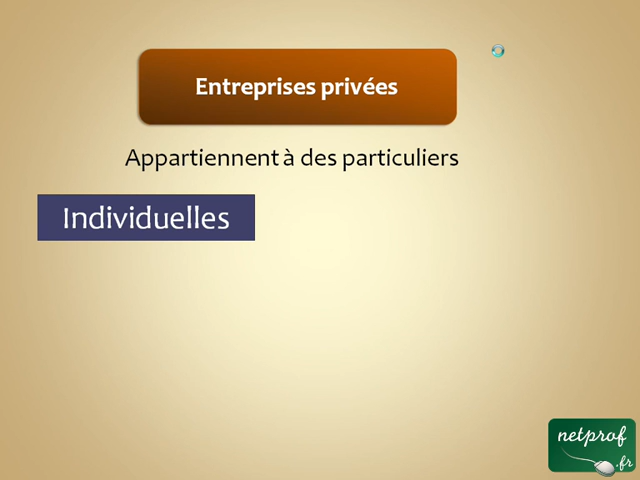 Entreprises privées
Appartiennent à des particuliers
Individuelles
netprof
.fr